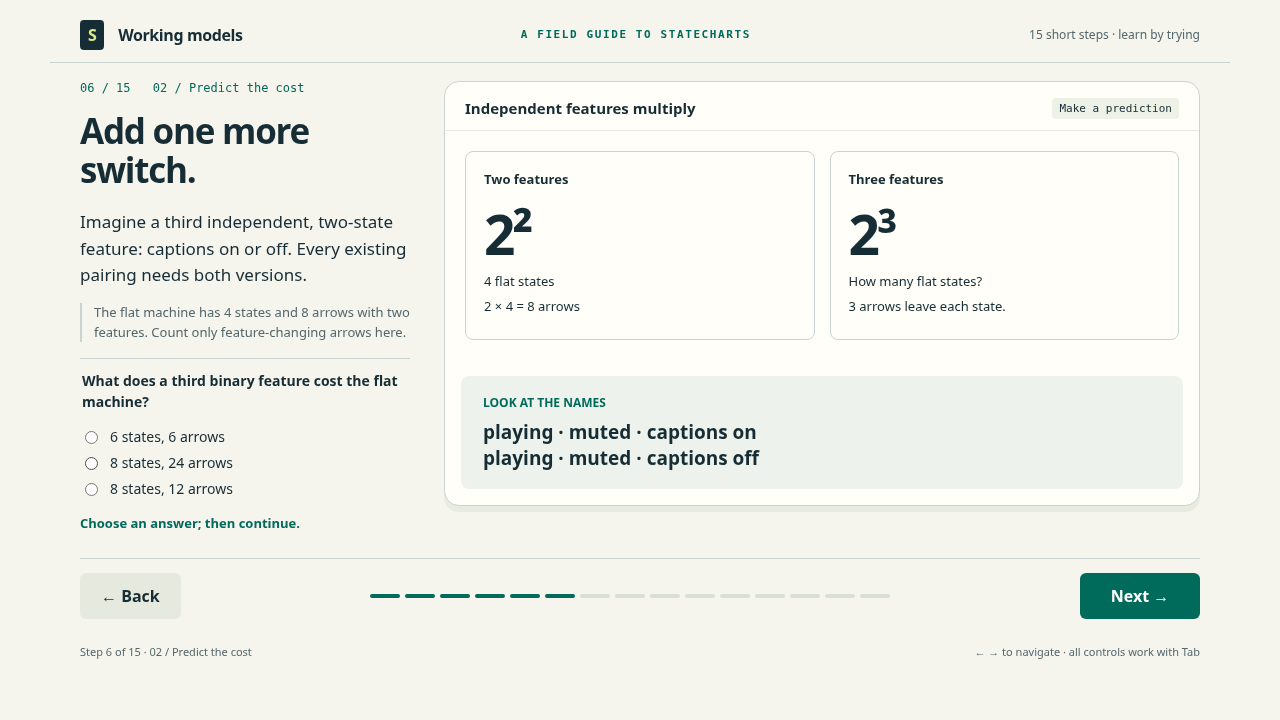 S Working models
A FIELD GUIDE TO STATECHARTS
15 short steps · learn by trying
06 / 15 02 / Predict the cost
Add one more
switch.
Imagine a third independent, two-state
feature: captions on or off. Every existing
pairing needs both versions.
The flat machine has 4 states and 8 arrows with two
features. Count only feature-changing arrows here.
What does a third binary feature cost the flat
machine?
6 states, 6 arrows
8 states, 24 arrows
8 states, 12 arrows
Choose an answer; then continue.
Independent features multiply
Make a prediction
Two features
2²
4 flat states
2 × 4 = 8 arrows
Three features
2³
How many flat states?
3 arrows leave each state.
LOOK AT THE NAMES
playing · muted · captions on
playing · muted · captions off
← Back
Next →
Step 6 of 15 · 02 / Predict the cost
← → to navigate · all controls work with Tab